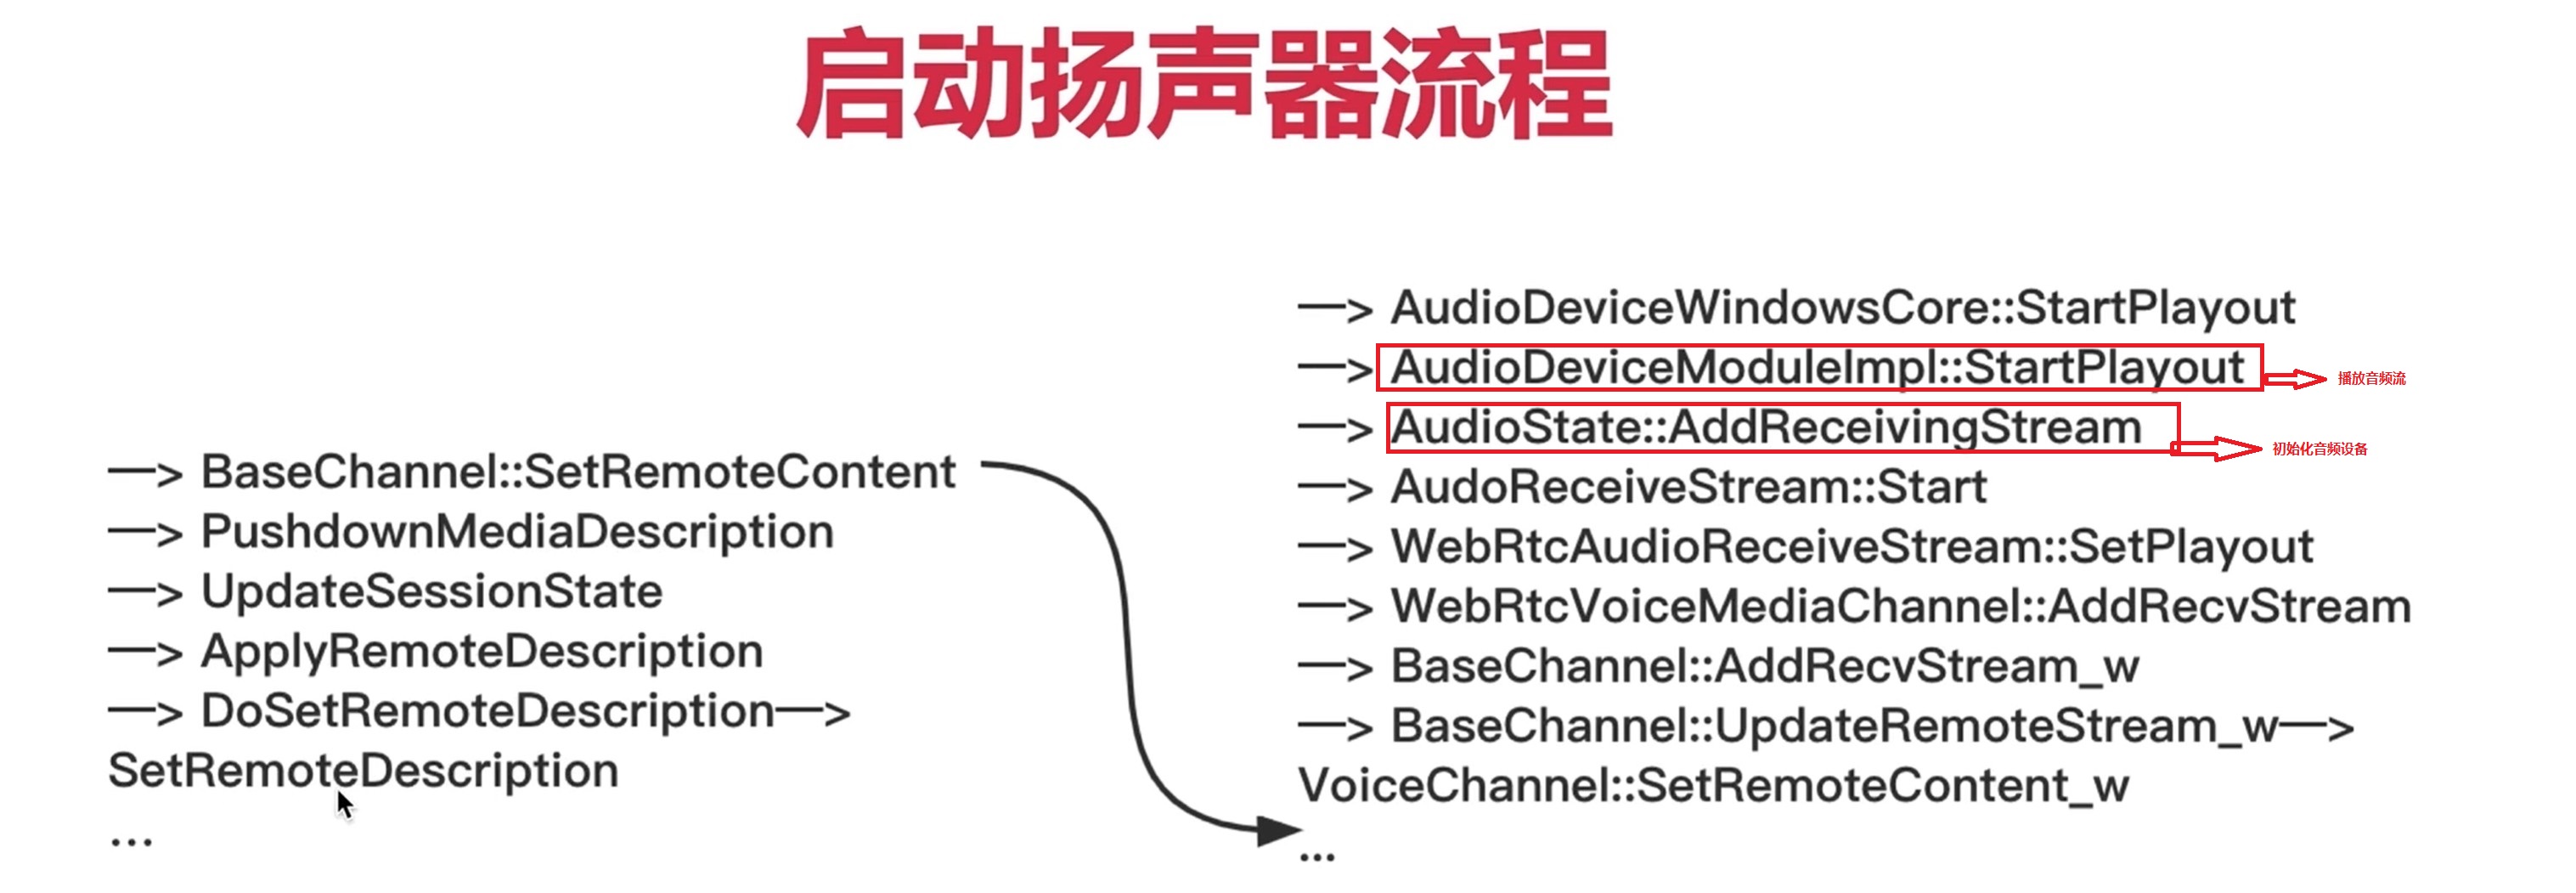 启动扬声器流程
—> BaseChannel::SetRemoteContent
—> PushdownMediaDescription
—> UpdateSessionState
—> ApplyRemoteDescription
—> DoSetRemoteDescription—>
SetRemoteDescription
...
—> AudioDeviceWindowsCore::StartPlayout
—> AudioDeviceModuleImpl::StartPlayout
播放音频流
—> AudioState::AddReceivingStream
初始化音频设备
—> AudoReceiveStream::Start
—> WebRtcAudioReceiveStream::SetPlayout
—> WebRtcVoiceMediaChannel::AddRecvStream
—> BaseChannel::AddRecvStream_w
—> BaseChannel::UpdateRemoteStream_w—>
VoiceChannel::SetRemoteContent_w
...